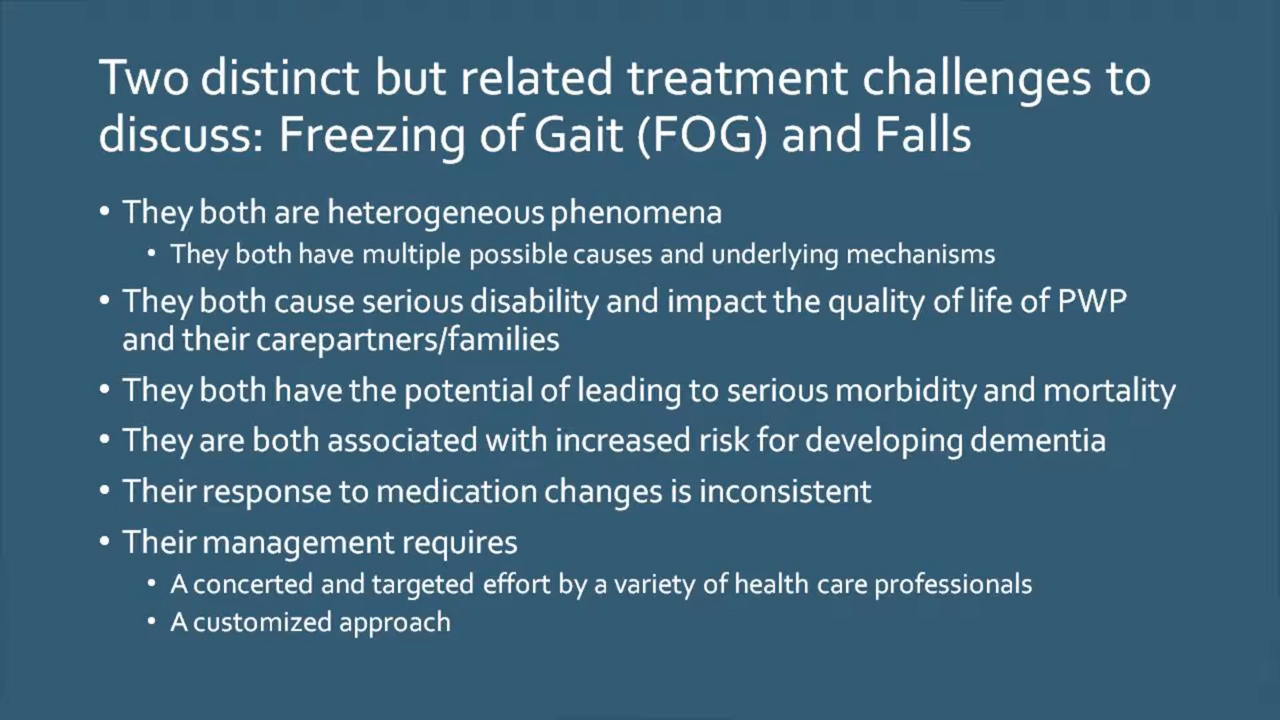 Two distinct but related treatment challenges to
discuss: Freezing of Gait (FOG) and Falls
• They both are heterogeneous phenomena
• They both have multiple possible causes and underlying mechanisms
• They both cause serious disability and impact the quality of life of PWP
and their carepartners/families
• They both have the potential of leading to serious morbidity and mortality
• They are both associated with increased risk for developing dementia
• Their response to medication changes is inconsistent
• Their management requires
• A concerted and targeted effort by a variety of health care professionals
• A customized approach